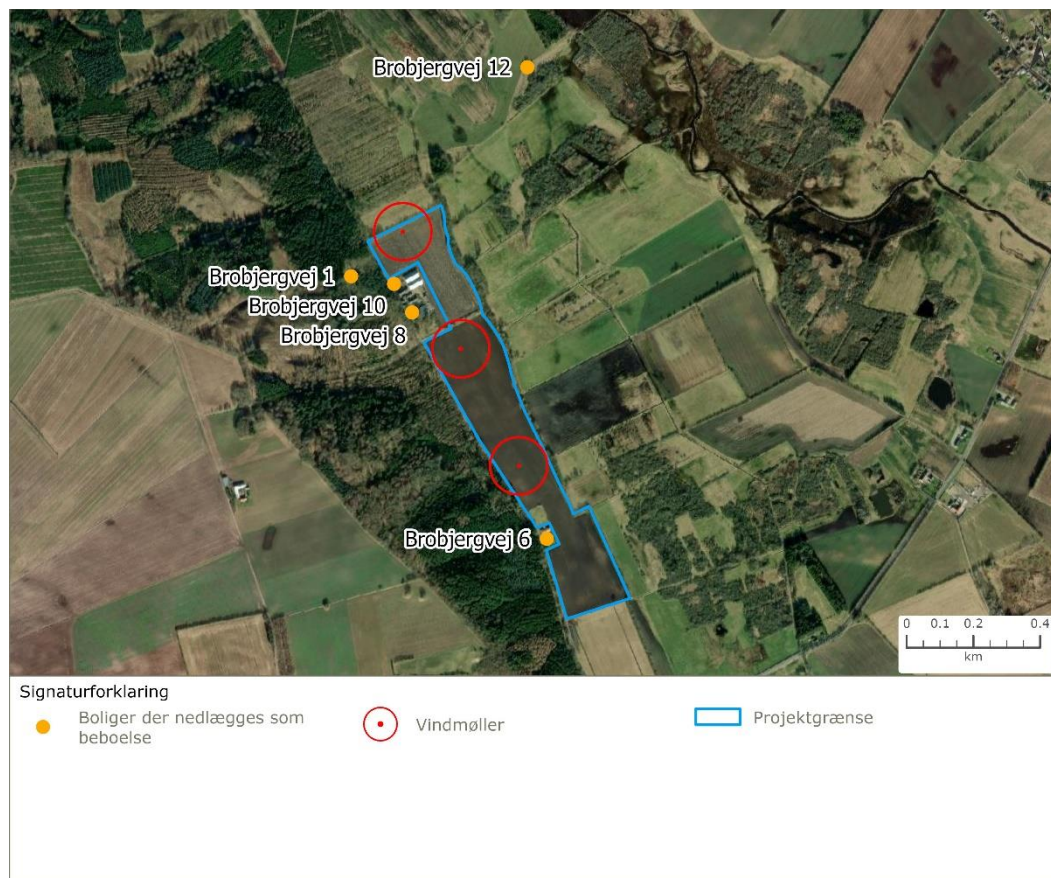 Brobjergvej 12
Brobjergvej 1
Brobjergvej 10
Brobjergvej 8
Brobjergvej 6
0 0.1 0.2 0.4
km
Signaturforklaring
Boliger der nedlægges som
beboelse
Vindmøller
Projektgrænse